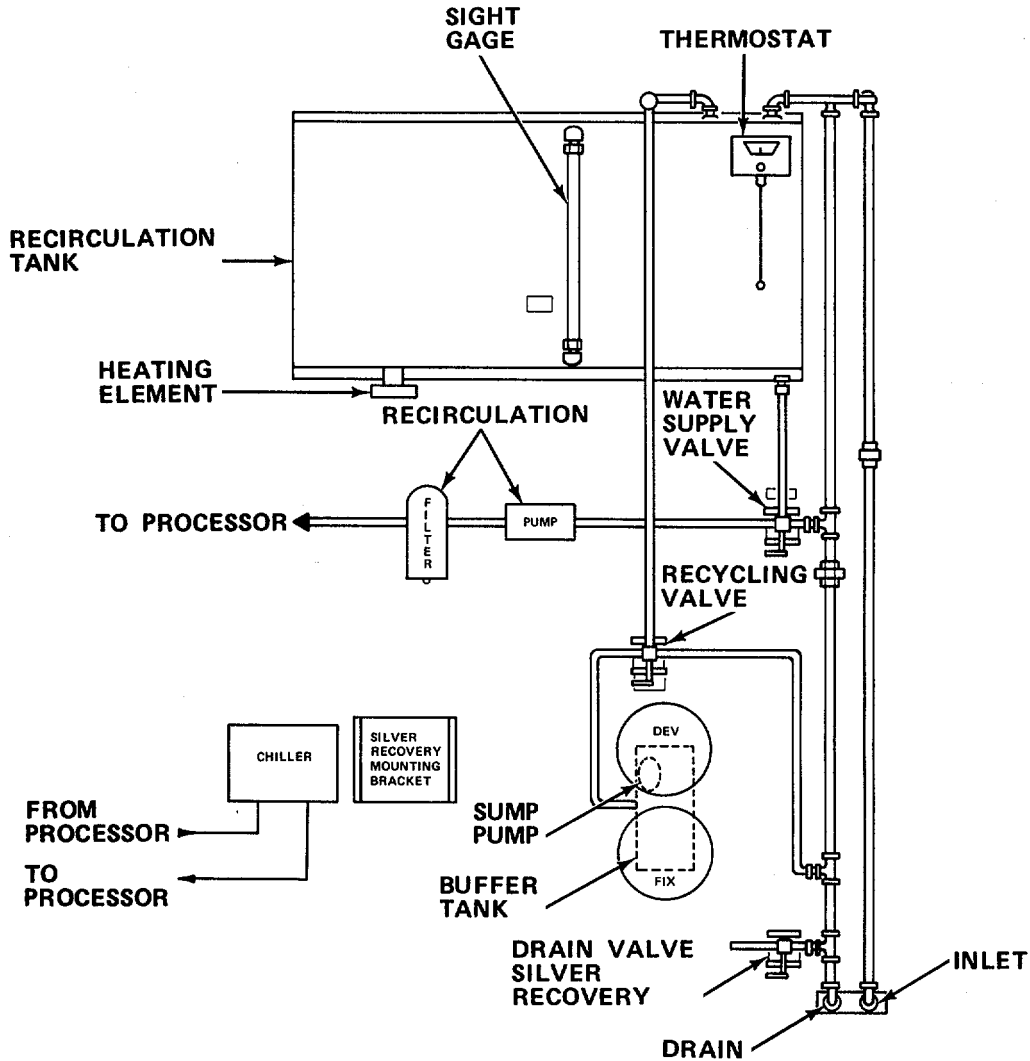 SIGHT
GAGE
THERMOSTAT
RECIRCULATION
TANK
HEATING
ELEMENT
RECIRCULATION
WATER
SUPPLY
VALVE
TO PROCESSOR
FILTER
PUMP
RECYCLING
VALVE
DEV
CHILLER
SILVER
RECOVERY
MOUNTING
BRACKET
FROM
PROCESSOR
SUMP
PUMP
TO
PROCESSOR
BUFFER
TANK
FIX
DRAIN VALVE
SILVER
RECOVERY
INLET
DRAIN